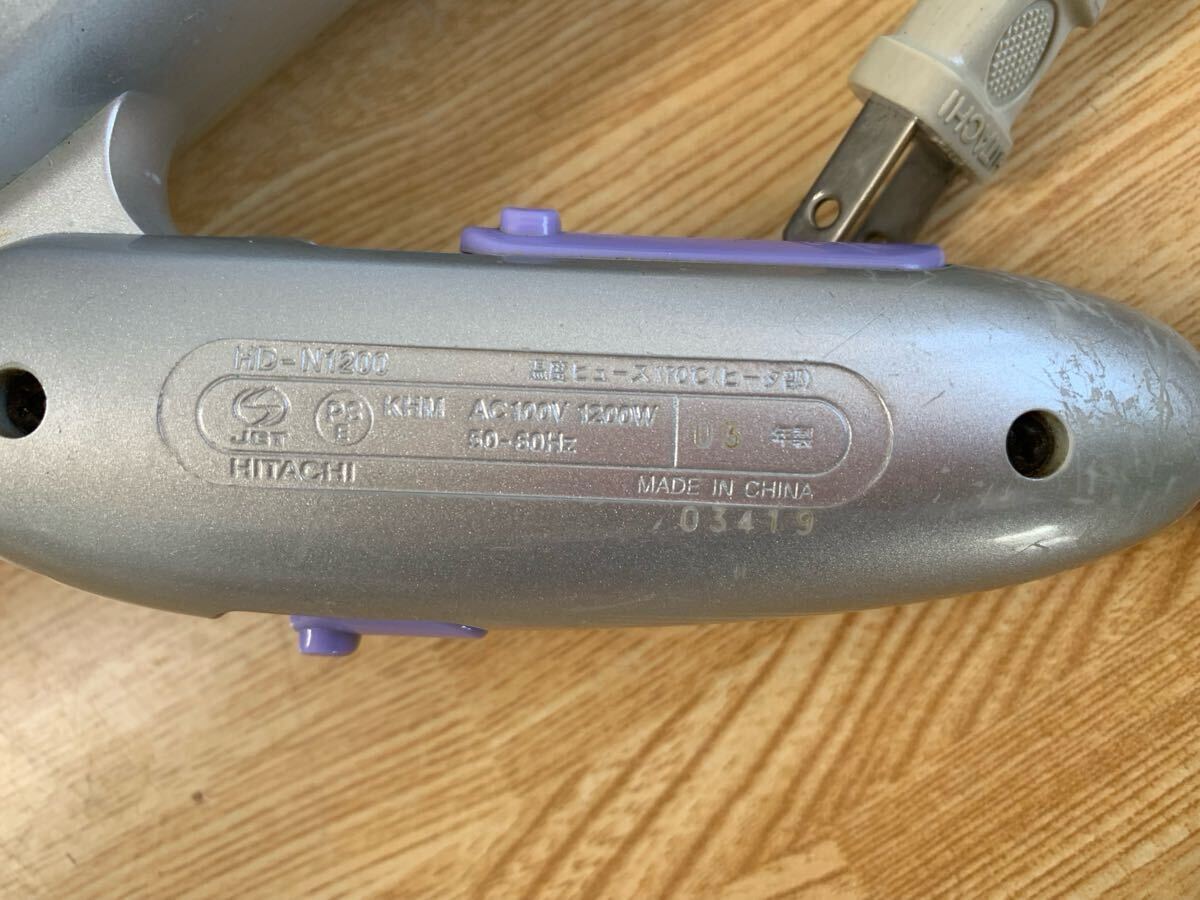 HITACHI
HD-N1200 温度ヒューズ110℃(ヒータ部)
JET PS E KHM AC100V 1200W 03 年製
50-60Hz
HITACHI MADE IN CHINA
03419